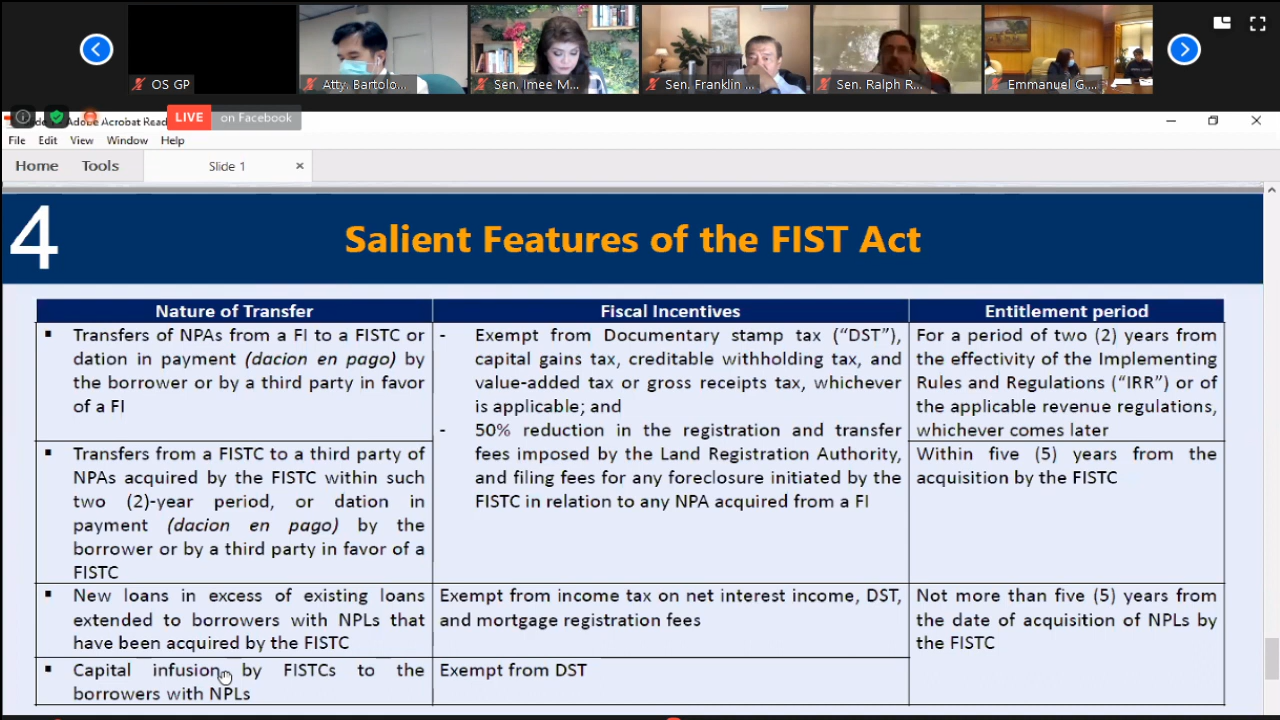 OS GP
Atty. Bartolo...
Sen. Imee M...
Sen. Franklin ...
Sen. Ralph R...
Emmanuel G....
LIVE on Facebook
Adobe Acrobat Read
File Edit View Window Help
Home Tools Slide 1 ×
4
Salient Features of the FIST Act
Nature of Transfer
Fiscal Incentives
Entitlement period
▪ Transfers of NPAs from a FI to a FISTC or
dation in payment (dacion en pago) by
the borrower or by a third party in favor
of a FI
- Exempt from Documentary stamp tax (“DST”),
capital gains tax, creditable withholding tax, and
value-added tax or gross receipts tax, whichever
is applicable; and
- 50% reduction in the registration and transfer
fees imposed by the Land Registration Authority,
and filing fees for any foreclosure initiated by the
FISTC in relation to any NPA acquired from a FI
For a period of two (2) years from
the effectivity of the Implementing
Rules and Regulations (“IRR”) or of
the applicable revenue regulations,
whichever comes later
▪ Transfers from a FISTC to a third party of
NPAs acquired by the FISTC within such
two (2)-year period, or dation in
payment (dacion en pago) by the
borrower or by a third party in favor of a
FISTC
Within five (5) years from the
acquisition by the FISTC
▪ New loans in excess of existing loans
extended to borrowers with NPLs that
have been acquired by the FISTC
Exempt from income tax on net interest income, DST,
and mortgage registration fees
Not more than five (5) years from
the date of acquisition of NPLs by
the FISTC
▪ Capital infusion by FISTCs to the
borrowers with NPLs
Exempt from DST